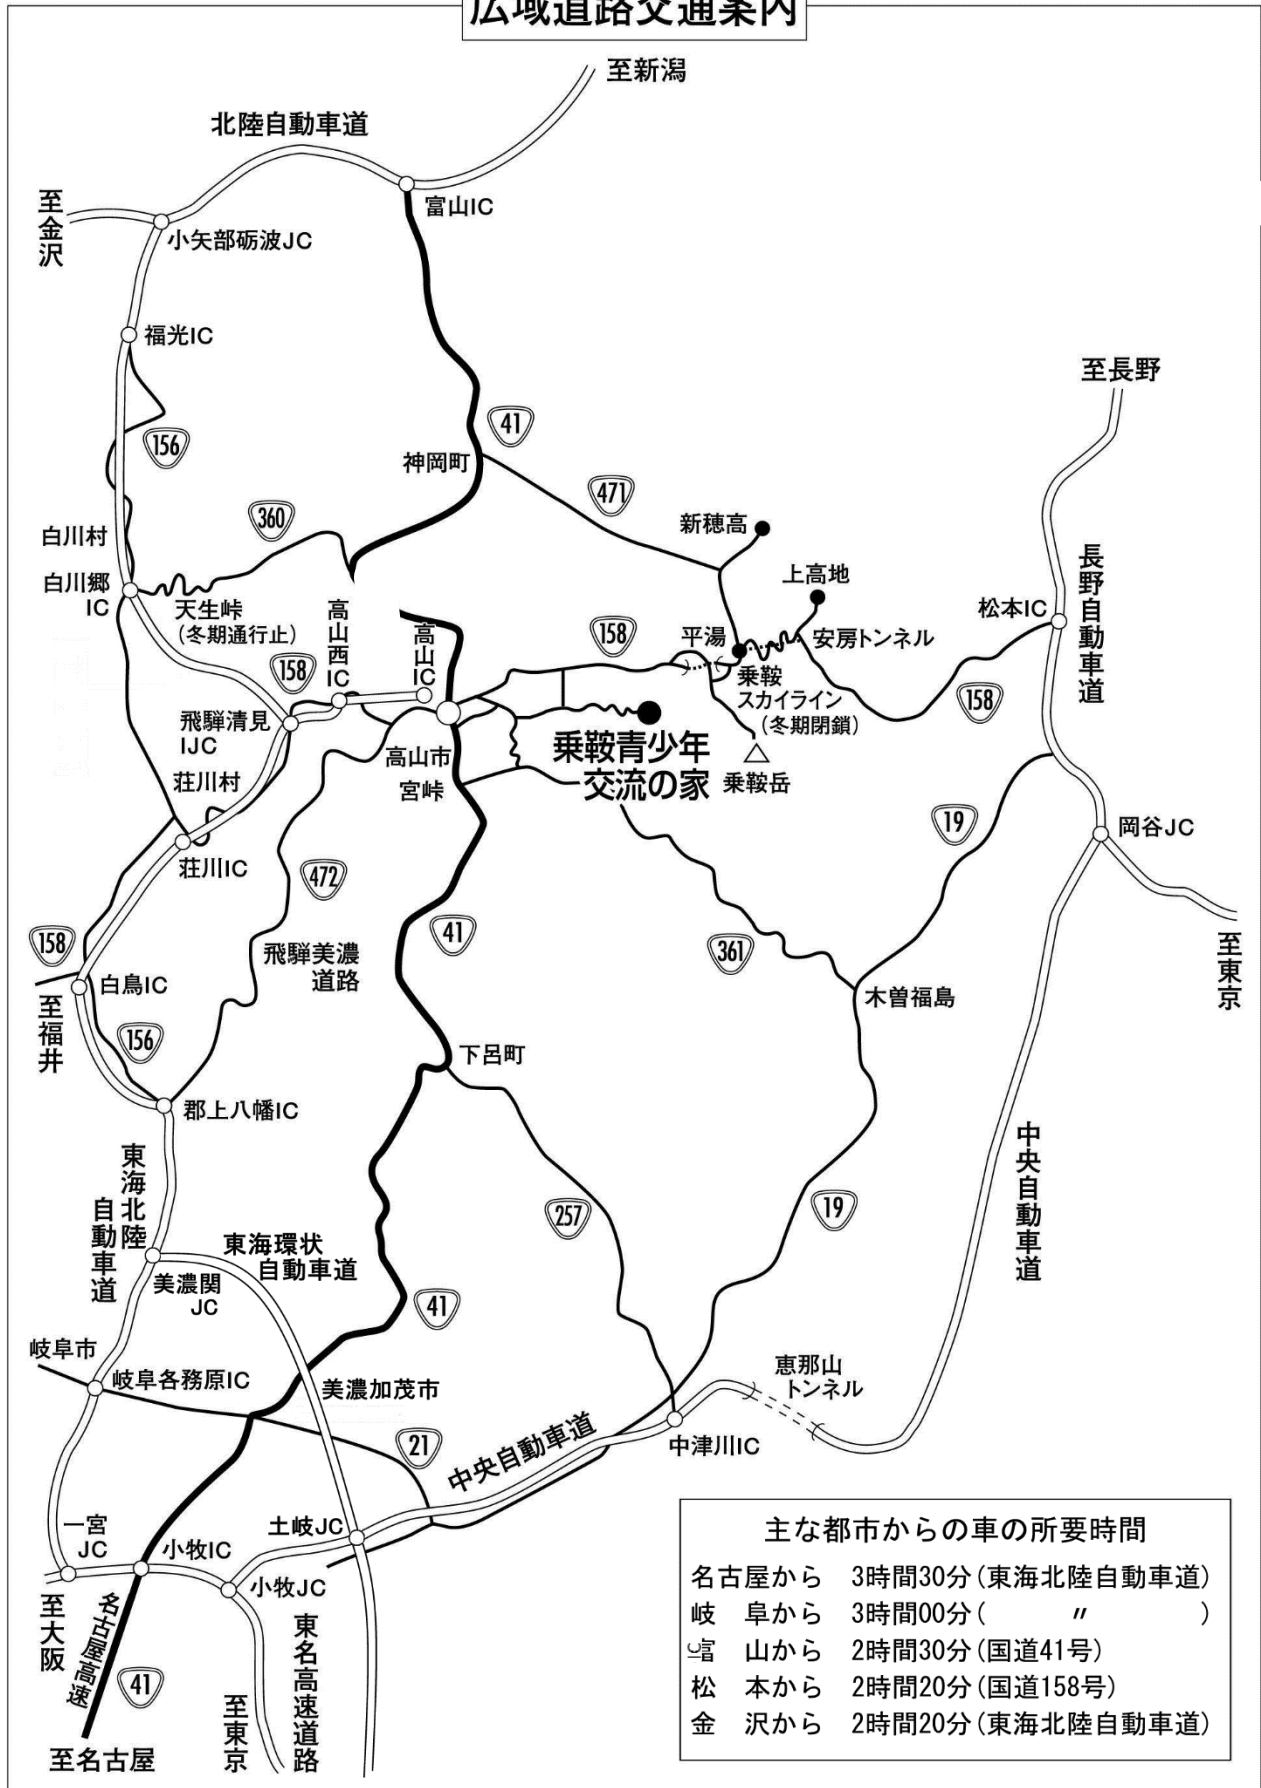 広域道路交通案内
至新潟
北陸自動車道
至金沢
富山IC
小矢部砺波JC
福光IC
至長野
41
156
神岡町
471
360
新穂高
白川村
上高地
長野自動車道
白川郷
IC
天生峠
(冬期通行止)
高山西IC
高山IC
158
平湯
安房トンネル
松本IC
158
乗鞍
スカイライン
(冬期閉鎖)
158
飛騨清見
IJC
乗鞍青少年
交流の家
高山市
宮峠
乗鞍岳
荘川村
19
岡谷JC
荘川IC
472
41
361
158
飛騨美濃
道路
至東京
白鳥IC
木曽福島
至福井
156
下呂町
郡上八幡IC
東海北陸
自動車道
中央自動車道
257
19
東海環状
自動車道
美濃関
JC
41
岐阜市
岐阜各務原IC
美濃加茂市
恵那山
トンネル
21
中央自動車道
中津川IC
一宮
JC
小牧IC
土岐JC
小牧JC
至大阪
名古屋高速
41
至東京
東名高速道路
至名古屋
主な都市からの車の所要時間
名古屋から 3時間30分(東海北陸自動車道)
岐 阜から 3時間00分( 〃 )
富 山から 2時間30分(国道41号)
松 本から 2時間20分(国道158号)
金 沢から 2時間20分(東海北陸自動車道)